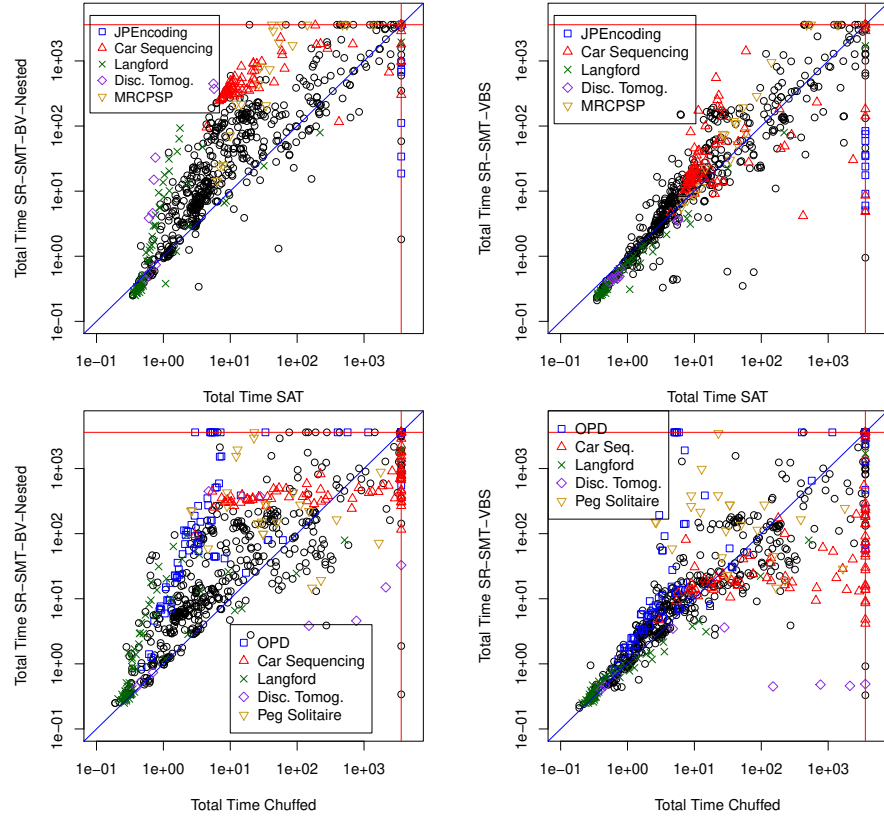 Total Time SR−SMT−BV−Nested
1e+03
1e+02
1e+01
1e+00
1e−01
JPEncoding
Car Sequencing
Langford
Disc. Tomog.
MRCPSP
1e−01 1e+00 1e+01 1e+02 1e+03
Total Time SAT
Total Time SR−SMT−VBS
1e+03
1e+02
1e+01
1e+00
1e−01
JPEncoding
Car Sequencing
Langford
Disc. Tomog.
MRCPSP
1e−01 1e+00 1e+01 1e+02 1e+03
Total Time SAT
Total Time SR−SMT−BV−Nested
1e+03
1e+02
1e+01
1e+00
1e−01
OPD
Car Sequencing
Langford
Disc. Tomog.
Peg Solitaire
1e−01 1e+00 1e+01 1e+02 1e+03
Total Time Chuffed
Total Time SR−SMT−VBS
1e+03
1e+02
1e+01
1e+00
1e−01
OPD
Car Seq.
Langford
Disc. Tomog.
Peg Solitaire
1e−01 1e+00 1e+01 1e+02 1e+03
Total Time Chuffed